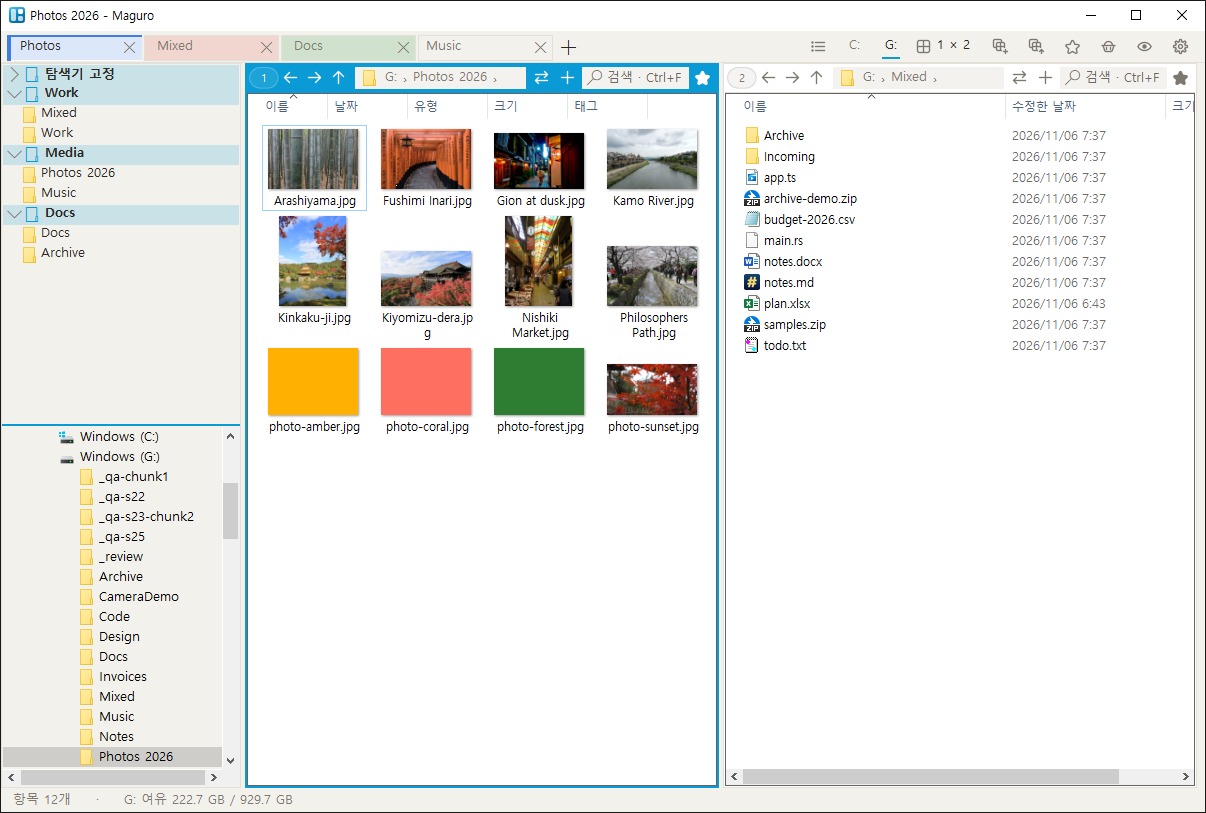 Photos 2026 - Maguro
Photos
Mixed
Docs
Music
C:
G:
1 × 2
탐색기 고정
Work
Mixed
Work
Media
Photos 2026
Music
Docs
Docs
Archive
Windows (C:)
Windows (G:)
_qa-chunk1
_qa-s22
_qa-s23-chunk2
_qa-s25
_review
Archive
CameraDemo
Code
Design
Docs
Invoices
Mixed
Music
Notes
Photos 2026
1
G: › Photos 2026 ›
검색 · Ctrl+F
이름 날짜 유형 크기 태그
Arashiyama.jpg
Fushimi Inari.jpg
Gion at dusk.jpg
Kamo River.jpg
Kinkaku-ji.jpg
Kiyomizu-dera.jp
g
Nishiki
Market.jpg
Philosophers
Path.jpg
photo-amber.jpg
photo-coral.jpg
photo-forest.jpg
photo-sunset.jpg
2
G: › Mixed ›
검색 · Ctrl+F
이름 수정한 날짜 크기
Archive 2026/11/06 7:37
Incoming 2026/11/06 7:37
app.ts 2026/11/06 7:37
archive-demo.zip 2026/11/06 7:37
budget-2026.csv 2026/11/06 7:37
main.rs 2026/11/06 7:37
notes.docx 2026/11/06 7:37
notes.md 2026/11/06 7:37
plan.xlsx 2026/11/06 6:43
samples.zip 2026/11/06 7:37
todo.txt 2026/11/06 7:37
항목 12개 · G: 여유 222.7 GB / 929.7 GB